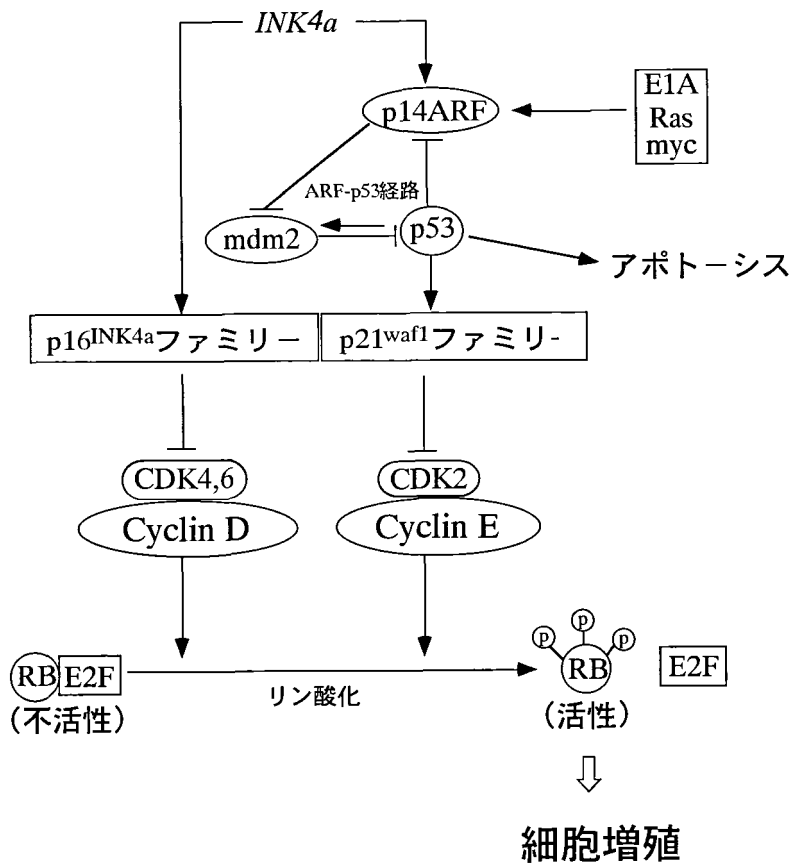 INK4a
p14ARF
E1A
Ras
myc
ARF-p53経路
mdm2
p53
アポトーシス
p16INK4aファミリー
p21waf1ファミリ-
CDK4,6
CDK2
Cyclin D
Cyclin E
p
p
p
RB
E2F
RB
E2F
リン酸化
(不活性)
(活性)
細胞増殖